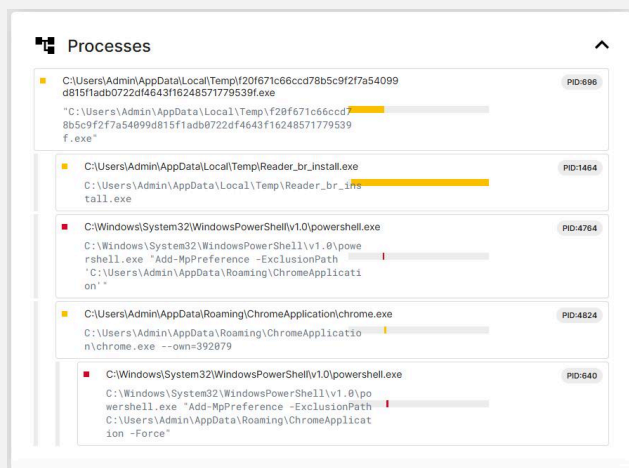 Processes
C:\Users\Admin\AppData\Local\Temp\f20f671c66ccd78b5c9f2f7a54099
d815f1adb0722df4643f16248571779539f.exe
PID:696
"C:\Users\Admin\AppData\Local\Temp\f20f671c66ccd7
8b5c9f2f7a54099d815f1adb0722df4643f16248571779539
f.exe"
C:\Users\Admin\AppData\Local\Temp\Reader_br_install.exe
PID:1464
C:\Users\Admin\AppData\Local\Temp\Reader_br_ins
tall.exe
C:\Windows\System32\WindowsPowerShell\v1.0\powershell.exe
PID:4764
C:\Windows\System32\WindowsPowerShell\v1.0\powe
rshell.exe "Add-MpPreference -ExclusionPath
'C:\Users\Admin\AppData\Roaming\ChromeApplicati
on'"
C:\Users\Admin\AppData\Roaming\ChromeApplication\chrome.exe
PID:4824
C:\Users\Admin\AppData\Roaming\ChromeApplicatio
n\chrome.exe --own=392079
C:\Windows\System32\WindowsPowerShell\v1.0\powershell.exe
PID:640
C:\Windows\System32\WindowsPowerShell\v1.0\po
wershell.exe "Add-MpPreference -ExclusionPath
C:\Users\Admin\AppData\Roaming\ChromeApplicat
ion -Force"